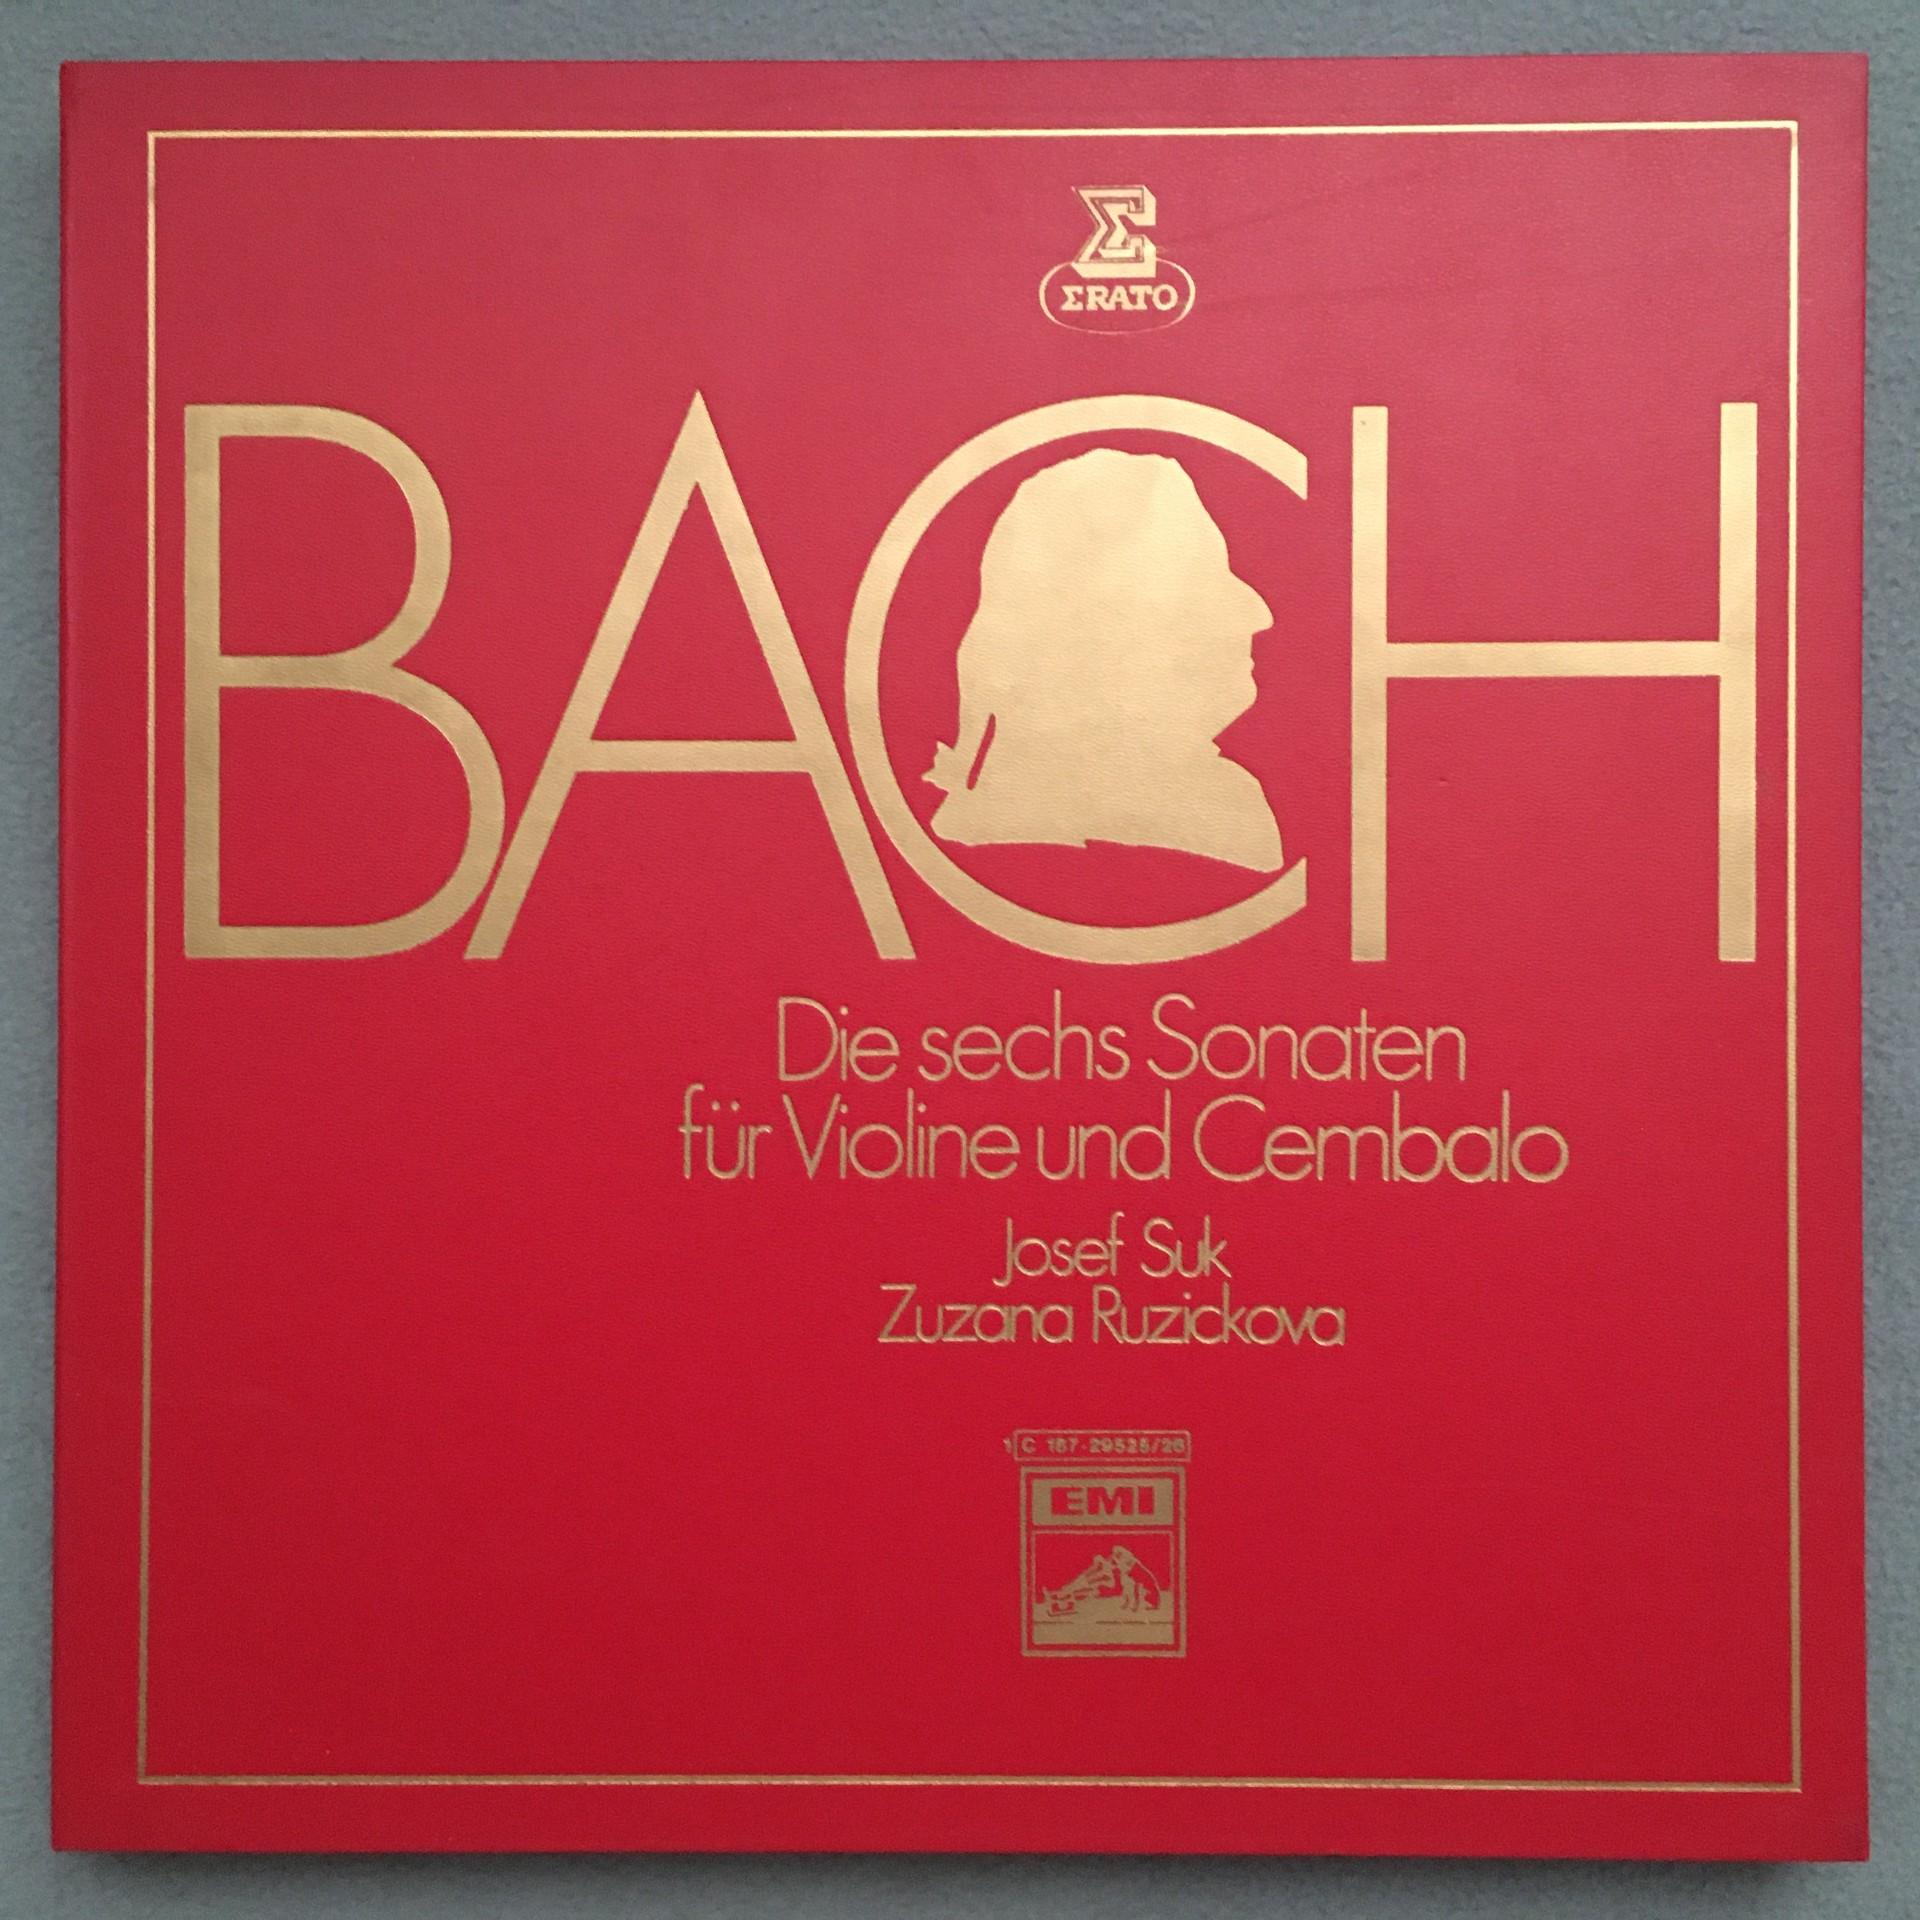 Σ
ΣRATO
BACH
Die sechs Sonaten
für Violine und Cembalo
Josef Suk
Zuzana Ruzickova
1 C 187-29525/26
EMI